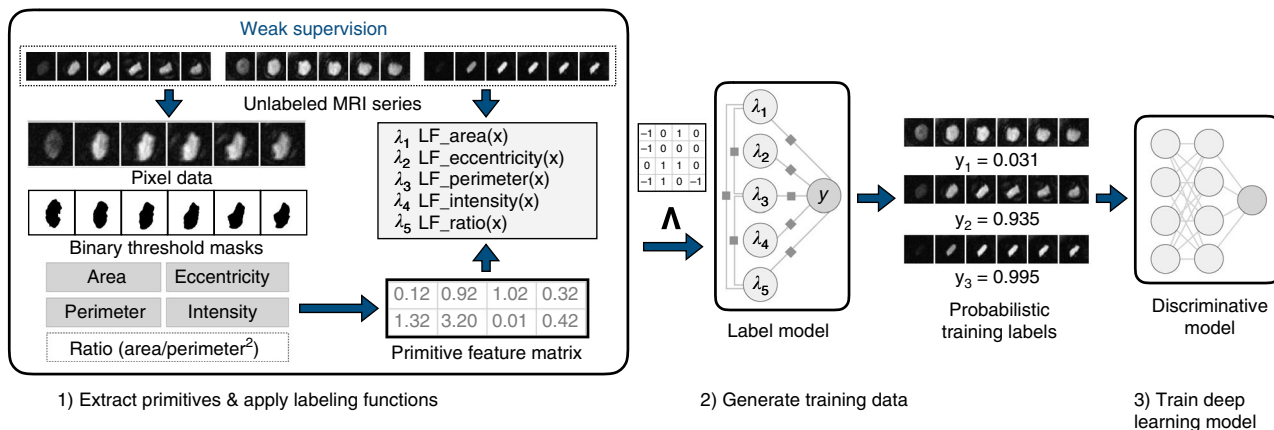 Weak supervision
Unlabeled MRI series
Pixel data
Binary threshold masks
Area
Eccentricity
Perimeter
Intensity
Ratio (area/perimeter²)
λ₁ LF_area(x)
λ₂ LF_eccentricity(x)
λ₃ LF_perimeter(x)
λ₄ LF_intensity(x)
λ₅ LF_ratio(x)
0.12 0.92 1.02 0.32
1.32 3.20 0.01 0.42
Primitive feature matrix
1) Extract primitives & apply labeling functions
−1 0 1 0
−1 0 0 0
0 1 1 0
−1 1 0 −1
Λ
λ₁
λ₂
λ₃
λ₄
λ₅
y
Label model
y₁ = 0.031
y₂ = 0.935
y₃ = 0.995
Probabilistic
training labels
2) Generate training data
Discriminative
model
3) Train deep
learning model